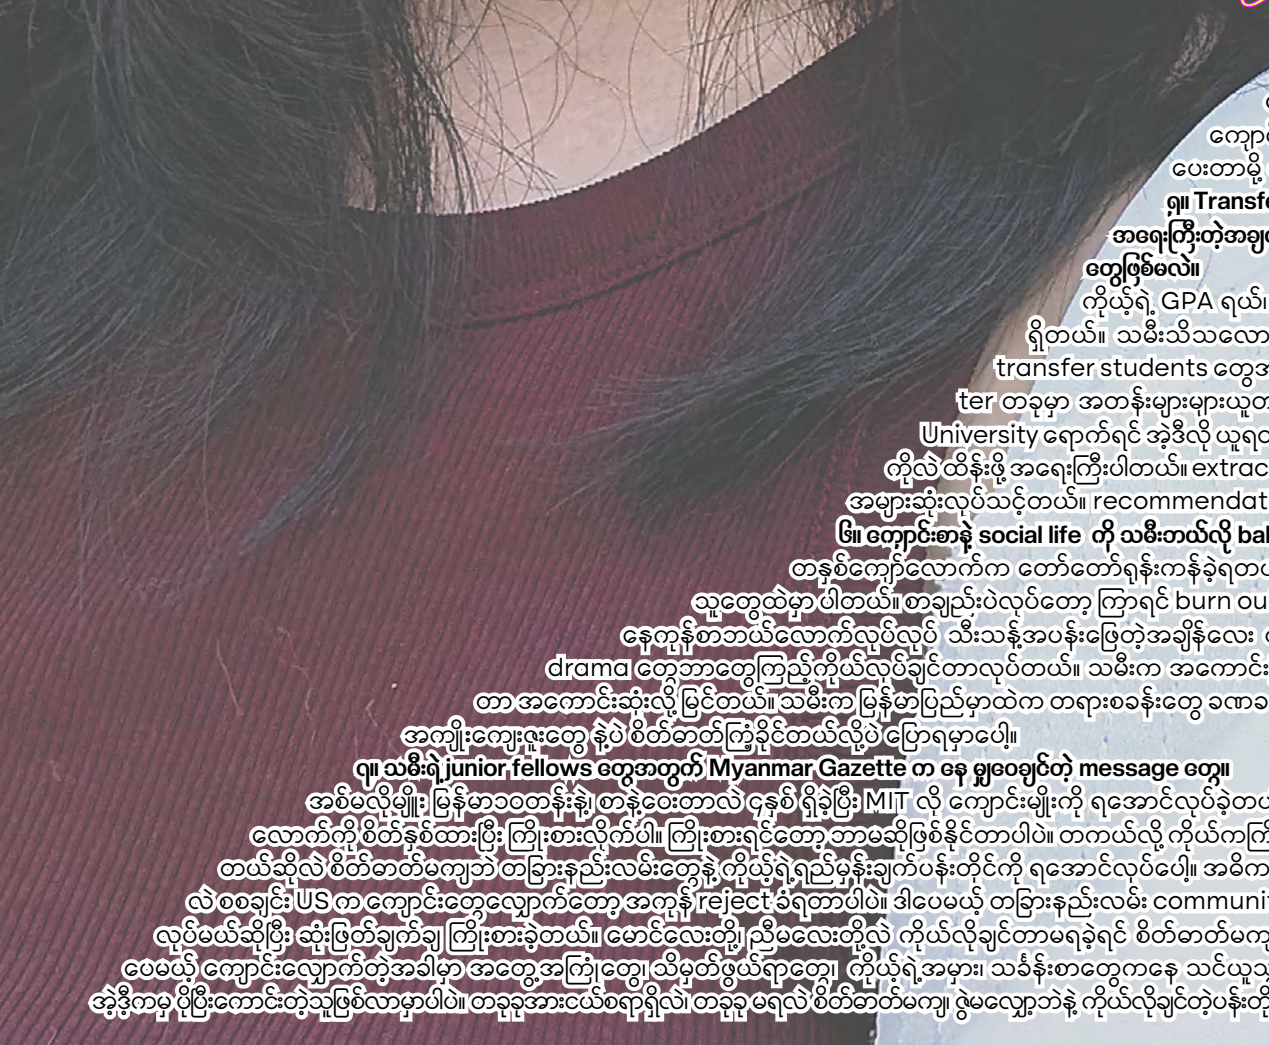 ကျောင်
ပေးတာမို့
၅။ Transfe
အရေးကြီးတဲ့အချ
တွေဖြစ်မလဲ။
ကိုယ့်ရဲ့ GPA ရယ်၊
ရှိတယ်။ သမီးသိသလော
transfer students တွေအ
ter တခုမှာ အတန်းများများယူတ
University ရောက်ရင် အဲ့ဒီလို ယူရတ
ကိုလဲ ထိန်းဖို့ အရေးကြီးပါတယ်။ extrac
အများဆုံးလုပ်သင့်တယ်။ recommendat
၆။ ကျောင်းစာနဲ့ social life ကို သမီးဘယ်လို bal
တနှစ်ကျော်လောက်က တော်တော်ရုန်းကန်ခဲ့ရတယ
သူတွေထဲမှာ ပါတယ်။ စာချည်းပဲလုပ်တော့ ကြာရင် burn ou
နေကုန်စာဘယ်လောက်လုပ်လုပ် သီးသန့်အပန်းဖြေတဲ့အချိန်လေး
drama တွေဘာတွေကြည့်ကိုယ်လုပ်ချင်တာလုပ်တယ်။ သမီးက အကောင်း
တာ အကောင်းဆုံးလို့ မြင်တယ်။ သမီးက မြန်မာပြည်မှာထဲက တရားစခန်းတွေ ခဏခ
အကျိုးကျေးဇူးတွေ နဲ့ပဲ စိတ်ဓာတ်ကြံ့ခိုင်တယ်လို့ပဲ ပြောရမှာပေါ့။
၇။ သမီးရဲ့ junior fellows တွေအတွက် Myanmar Gazette က နေ မျှဝေချင်တဲ့ message တွေ။
အစ်မလိုမျိုး မြန်မာ၁၀တန်းနဲ့၊ စာနဲ့ဝေးတာလဲ ၄နှစ် ရှိခဲ့ပြီး MIT လို ကျောင်းမျိုးကို ရအောင်လုပ်ခဲ့တယ
လောက်ကို စိတ်နှစ်ထားပြီး ကြိုးစားလိုက်ပါ။ ကြိုးစားရင်တော့ ဘာမဆိုဖြစ်နိုင်တာပါပဲ။ တကယ်လို့ ကိုယ်ကကြိ
တယ်ဆိုလဲ စိတ်ဓာတ်မကျဘဲ တခြားနည်းလမ်းတွေနဲ့ ကိုယ့်ရဲ့ရည်မှန်းချက်ပန်းတိုင်ကို ရအောင်လုပ်ပေါ့။ အဓိက
လဲ စစချင်း US က ကျောင်းတွေလျှောက်တော့ အကုန် reject ခံရတာပါပဲ။ ဒါပေမယ့် တခြားနည်းလမ်း communit
လုပ်မယ်ဆိုပြီး ဆုံးဖြတ်ချက်ချ ကြိုးစားခဲ့တယ်။ မောင်လေးတို့၊ ညီမလေးတို့လဲ ကိုယ်လိုချင်တာမရခဲ့ရင် စိတ်ဓာတ်မကျ
ပေမယ့် ကျောင်းလျှောက်တဲ့အခါမှာ အတွေ့အကြုံတွေ၊ သိမှတ်ဖွယ်ရာတွေ၊ ကိုယ့်ရဲ့အမှား၊ သင်ခန်းစာတွေကနေ သင်ယူသ
အဲ့ဒီကမှ ပိုပြီးကောင်းတဲ့သူဖြစ်လာမှာပါပဲ။ တခုခုအားငယ်စရာရှိလဲ၊ တခုခု မရလဲ စိတ်ဓာတ်မကျ၊ ဇွဲမလျှော့ဘဲနဲ့ ကိုယ်လိုချင်တဲ့ပန်းတို